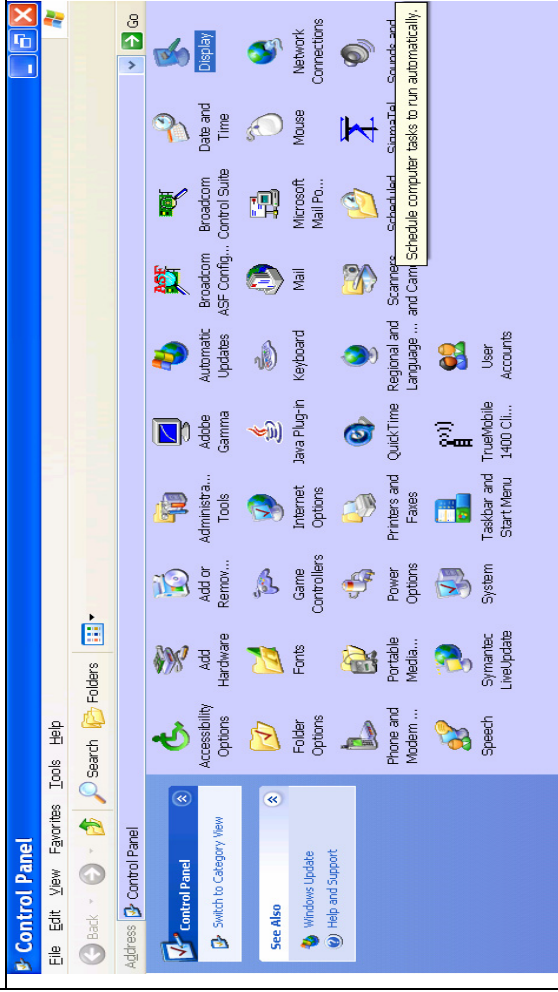 Control Panel
File Edit View Favorites Tools Help
Back Search Folders
Address Control Panel Go
Control Panel
Switch to Category View
See Also
Windows Update
Help and Support
Accessibility Options
Add Hardware
Add or Remov...
Administra... Tools
Adobe Gamma
Automatic Updates
Broadcom ASF Config...
Broadcom Control Suite
Date and Time
Display
Folder Options
Fonts
Game Controllers
Internet Options
Java Plug-in
Keyboard
Mail
Microsoft Mail Po...
Mouse
Network Connections
Phone and Modem ...
Portable Media...
Power Options
Printers and Faxes
QuickTime
Regional and Language ...
Scanners and Cam
Scheduled
SigmaTel
Sounds and
Schedule computer tasks to run automatically.
Speech
Symantec LiveUpdate
System
Taskbar and Start Menu
TrueMobile 1400 Cli...
User Accounts
ASF